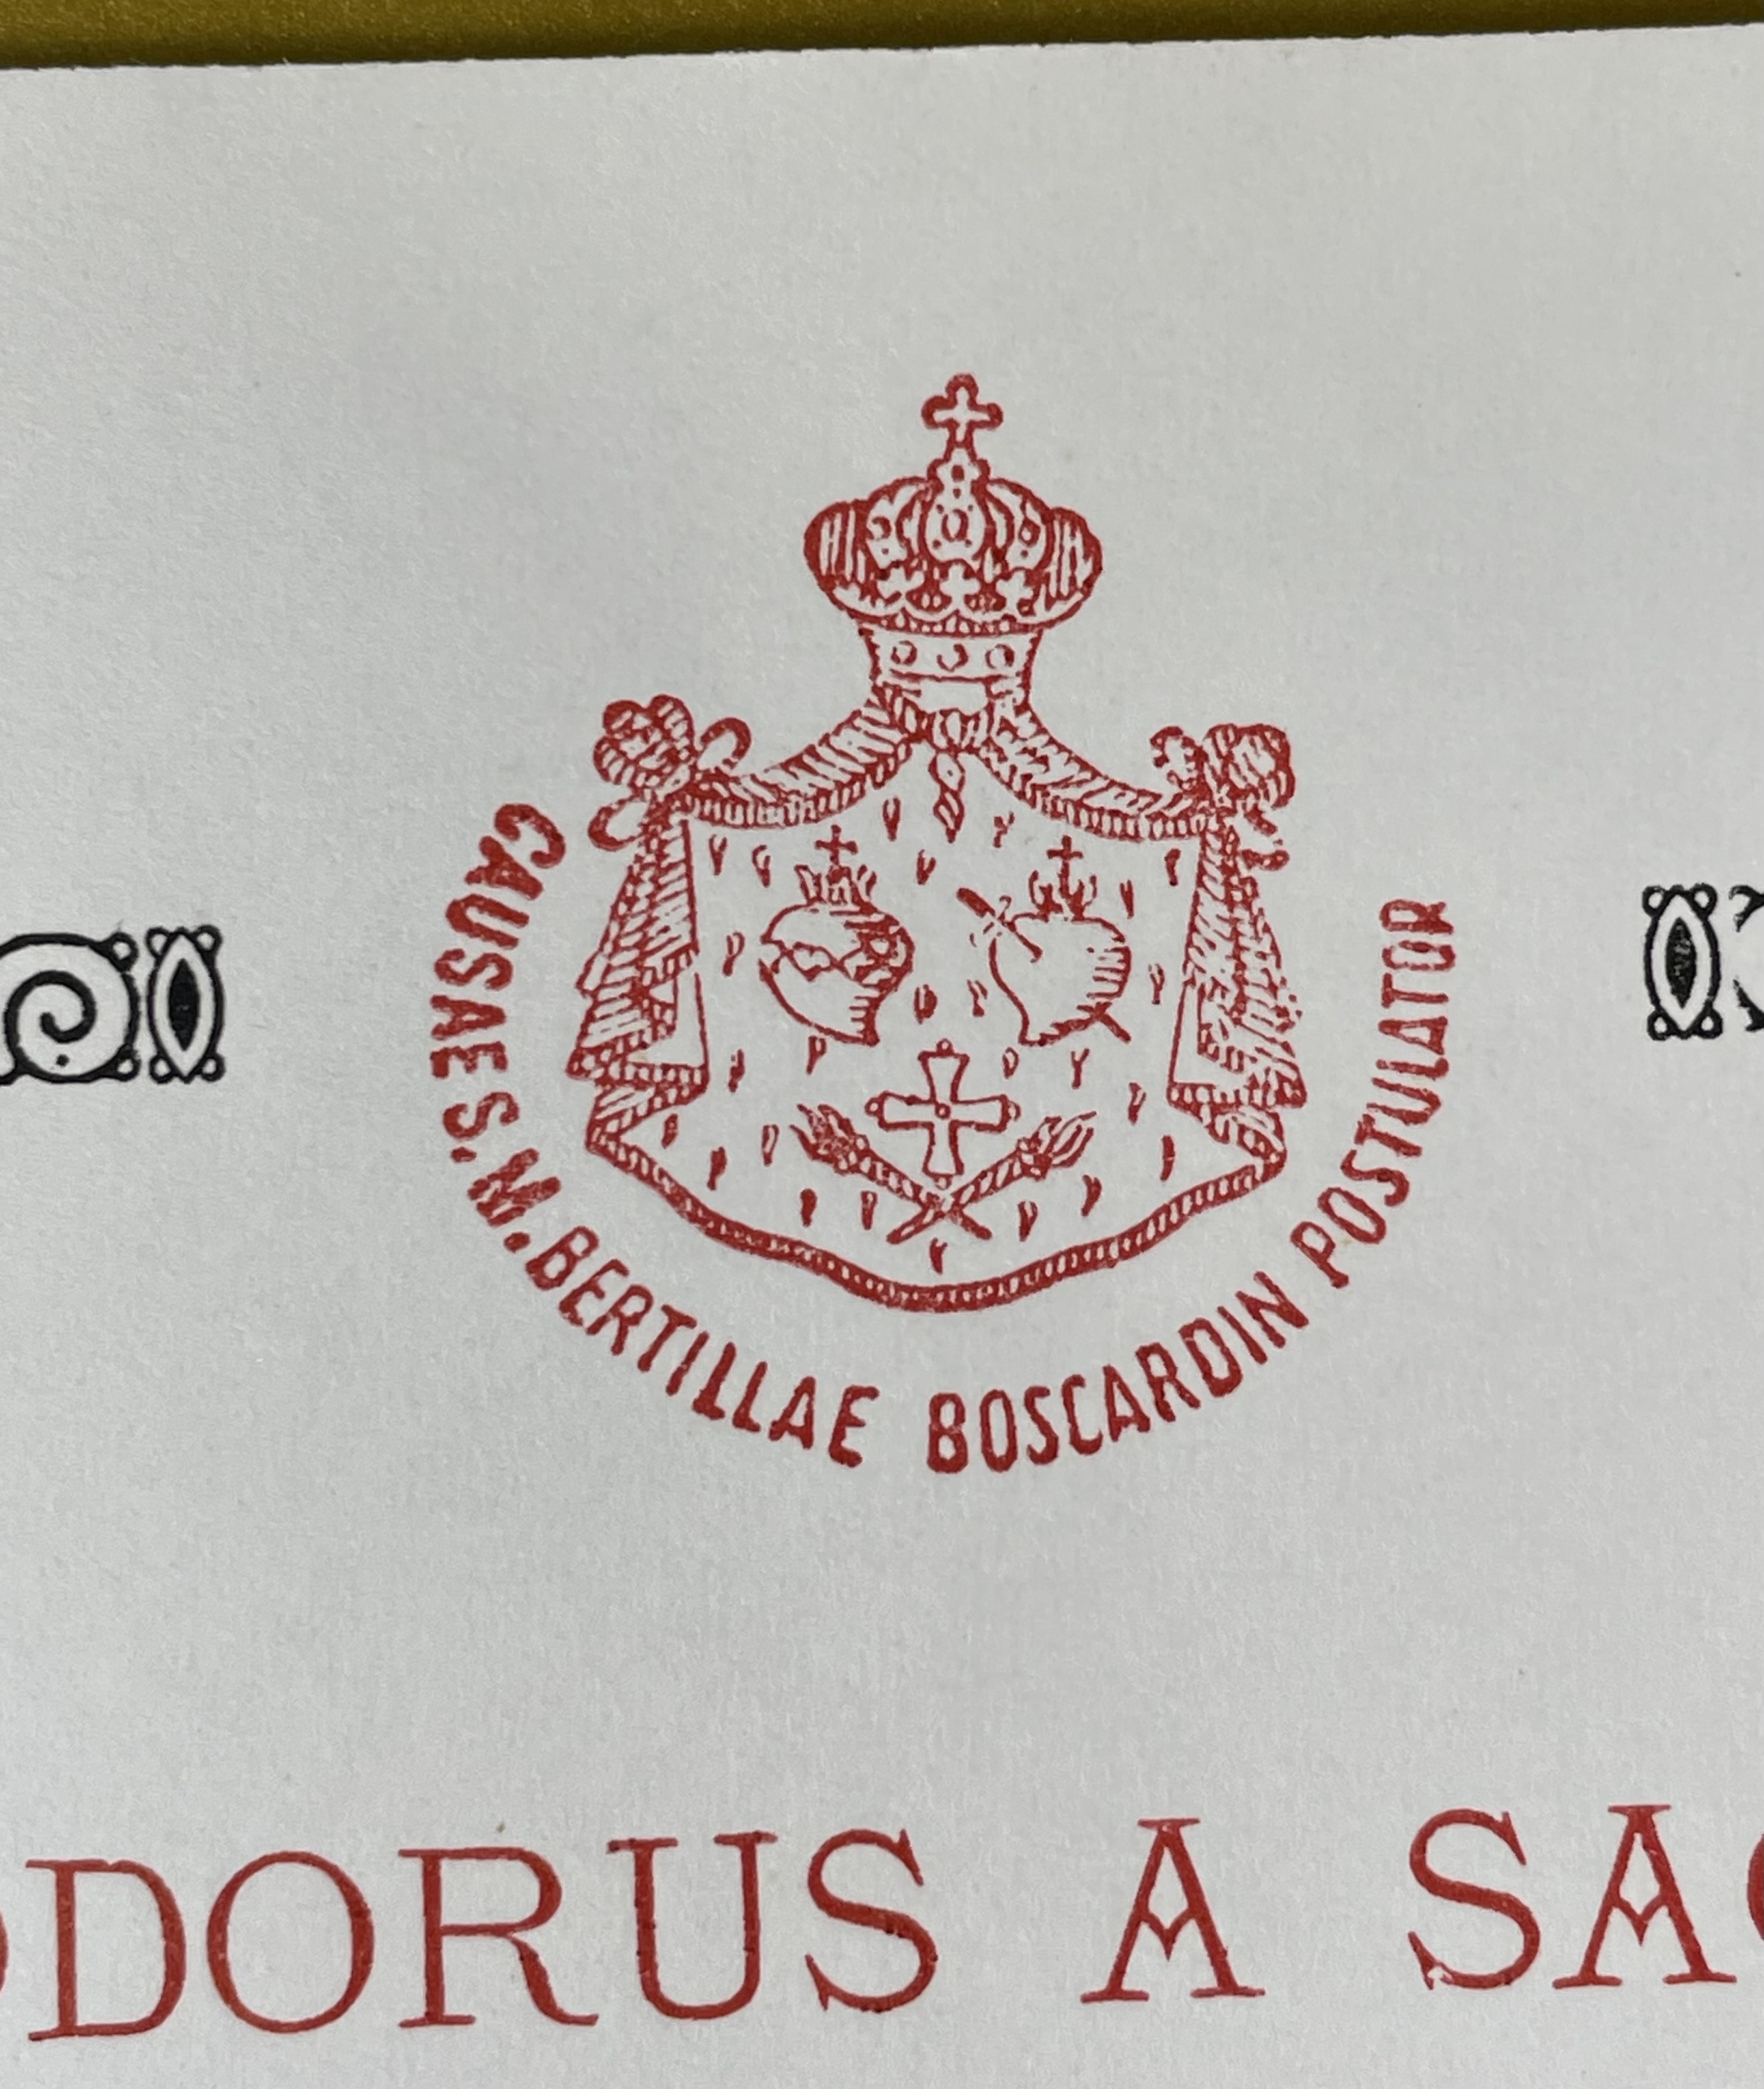 CAUSAE S. M. BERTILLAE BOSCARDIN POSTULATOR
DORUS A SA